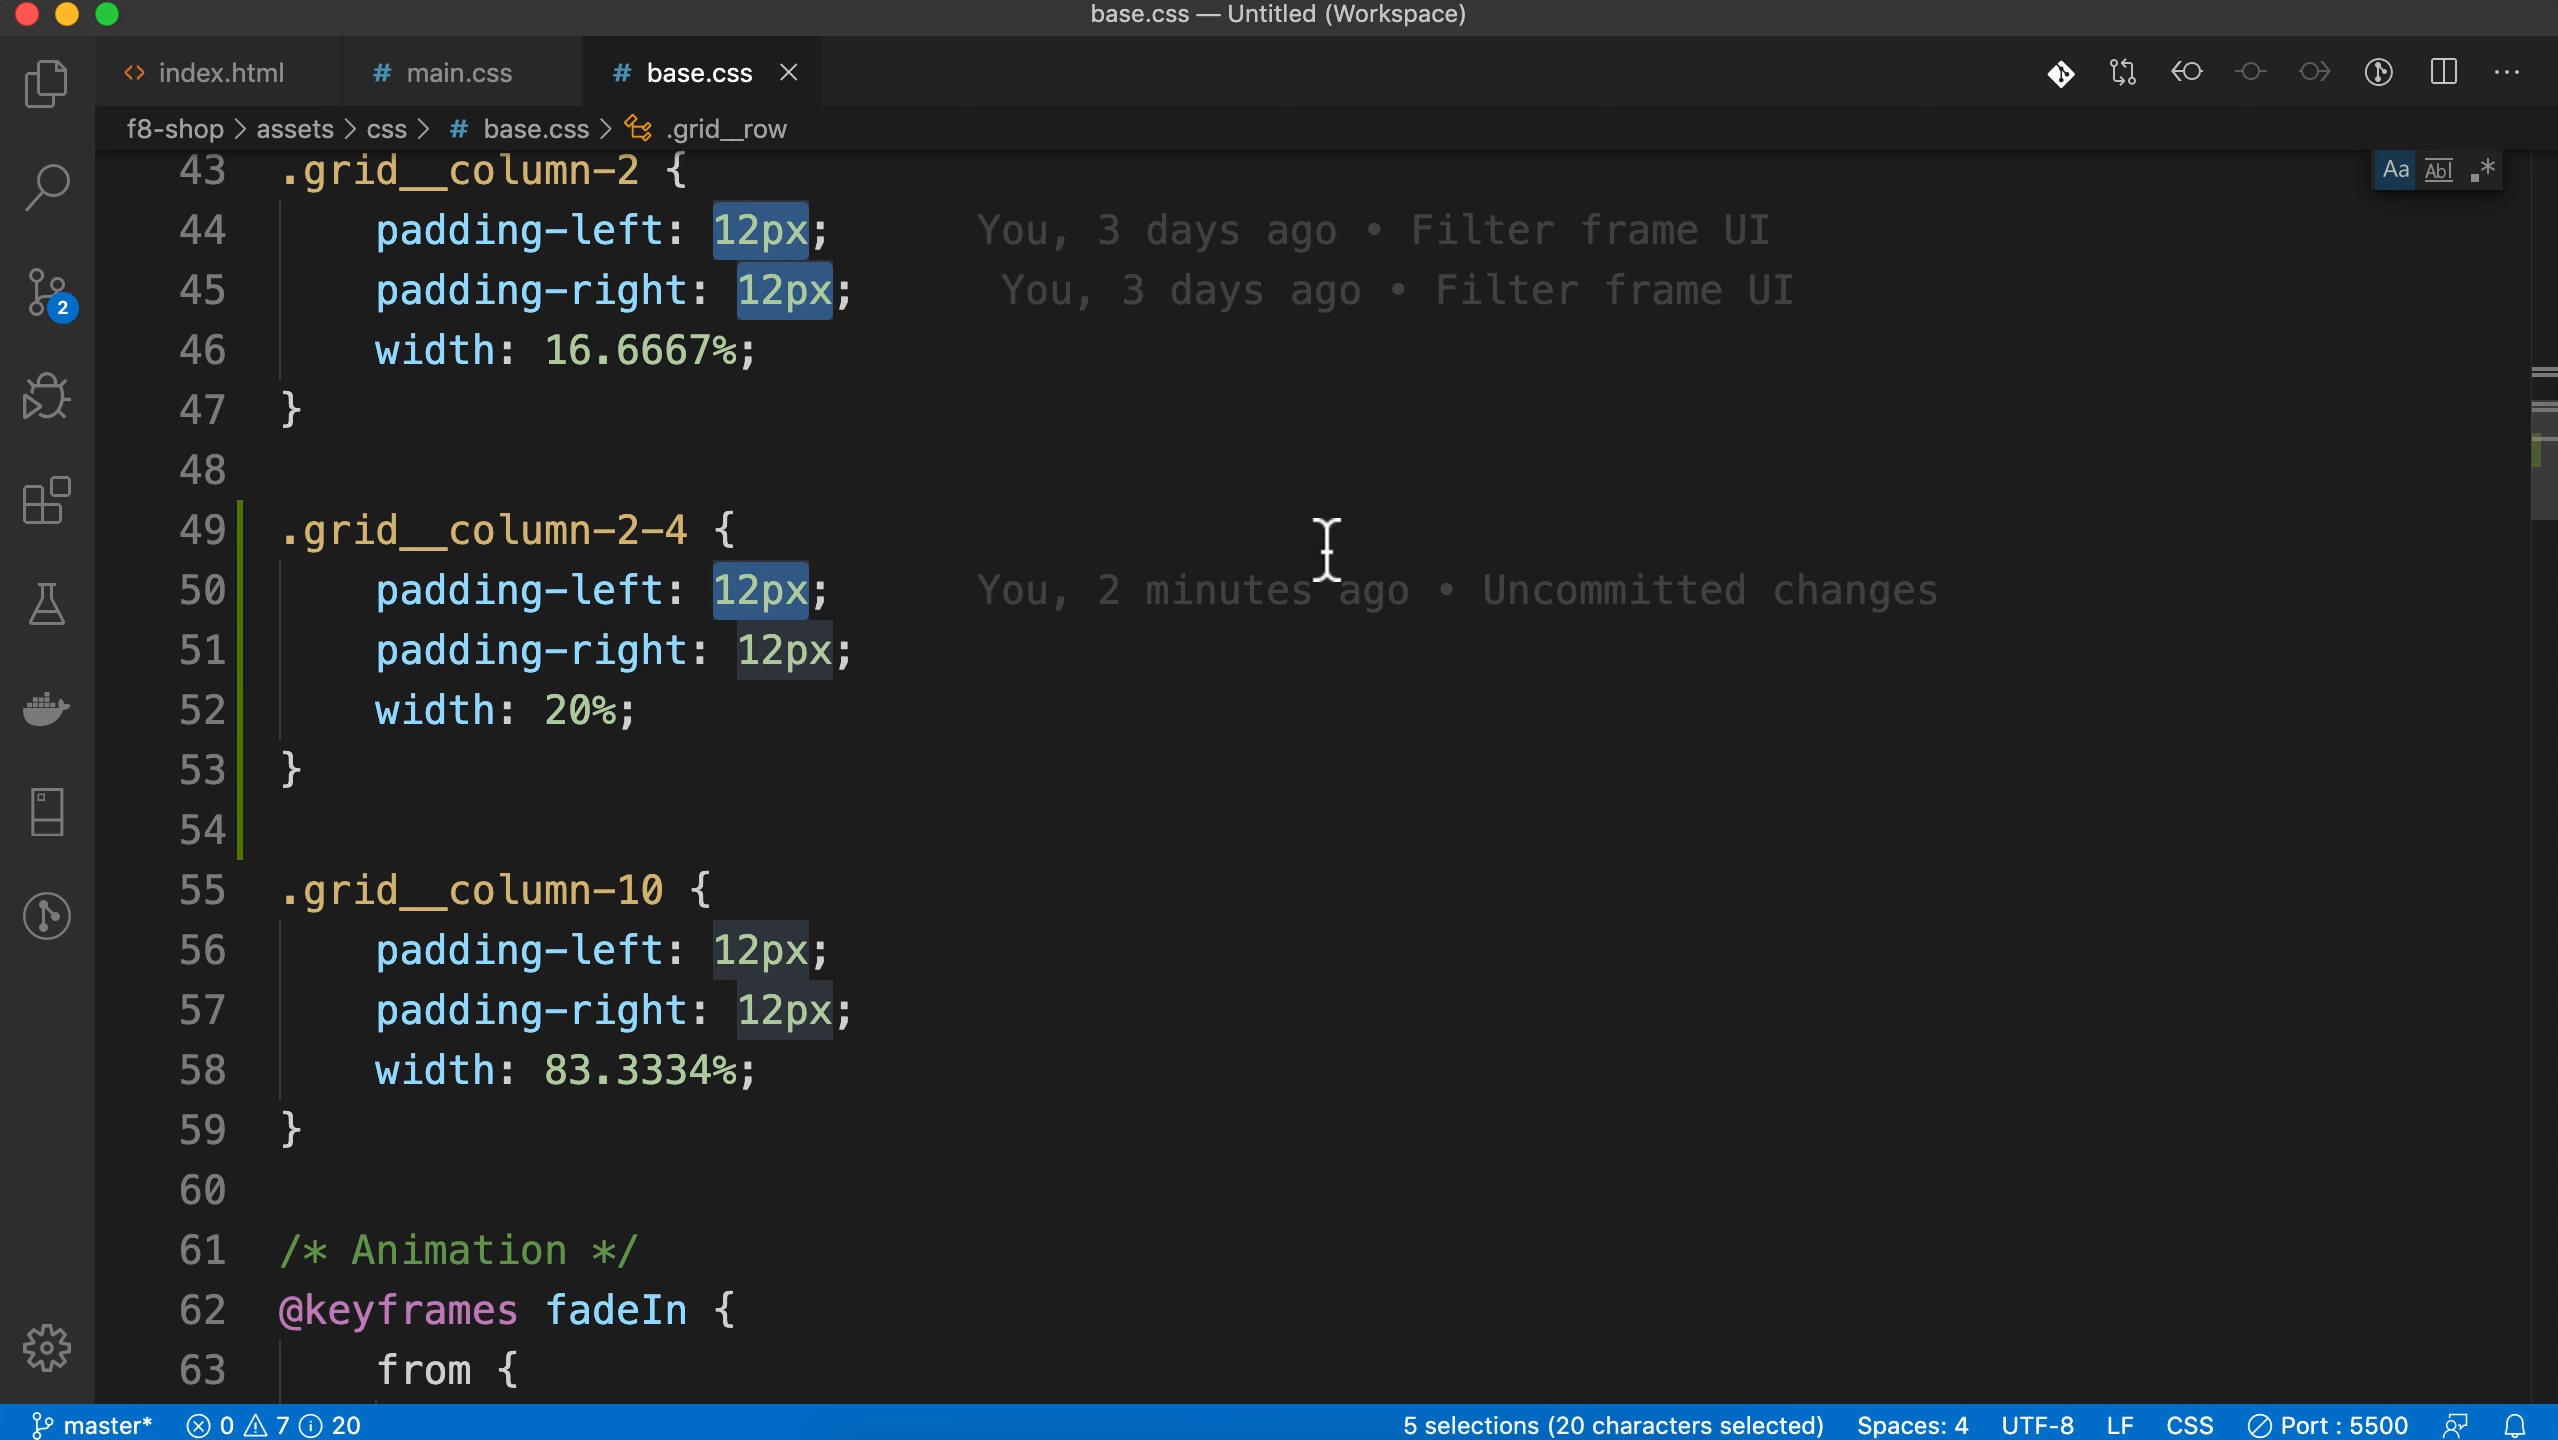 base.css — Untitled (Workspace)
<> index.html # main.css # base.css ×
f8-shop > assets > css > # base.css > .grid__row
Aa Abl .*
43 .grid__column-2 {
44 padding-left: 12px; You, 3 days ago • Filter frame UI
45 padding-right: 12px; You, 3 days ago • Filter frame UI
46 width: 16.6667%;
47 }
48
49 .grid__column-2-4 {
50 padding-left: 12px; You, 2 minutes ago • Uncommitted changes
51 padding-right: 12px;
52 width: 20%;
53 }
54
55 .grid__column-10 {
56 padding-left: 12px;
57 padding-right: 12px;
58 width: 83.3334%;
59 }
60
61 /* Animation */
62 @keyframes fadeIn {
63 from {
2
master* 0 7 20 5 selections (20 characters selected) Spaces: 4 UTF-8 LF CSS Port : 5500